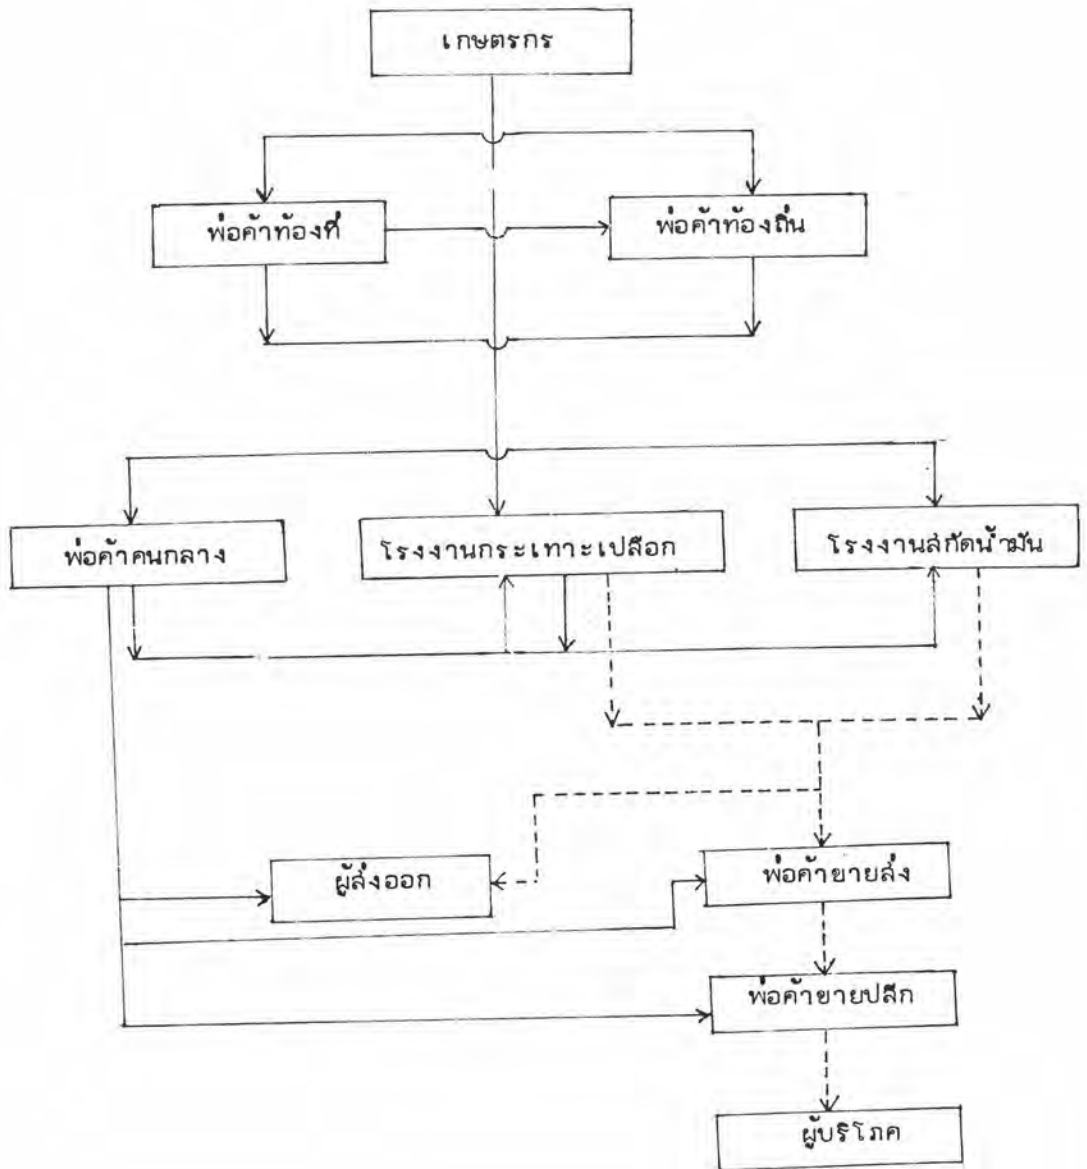 เกษตรกร
พ่อค้าท้องที่
พ่อค้าท้องถิ่น
พ่อค้าคนกลาง
โรงงานกระเทาะเปลือก
โรงงานสกัดน้ำมัน
ผู้ส่งออก
พ่อค้าขายส่ง
พ่อค้าขายปลีก
ผู้บริโภค